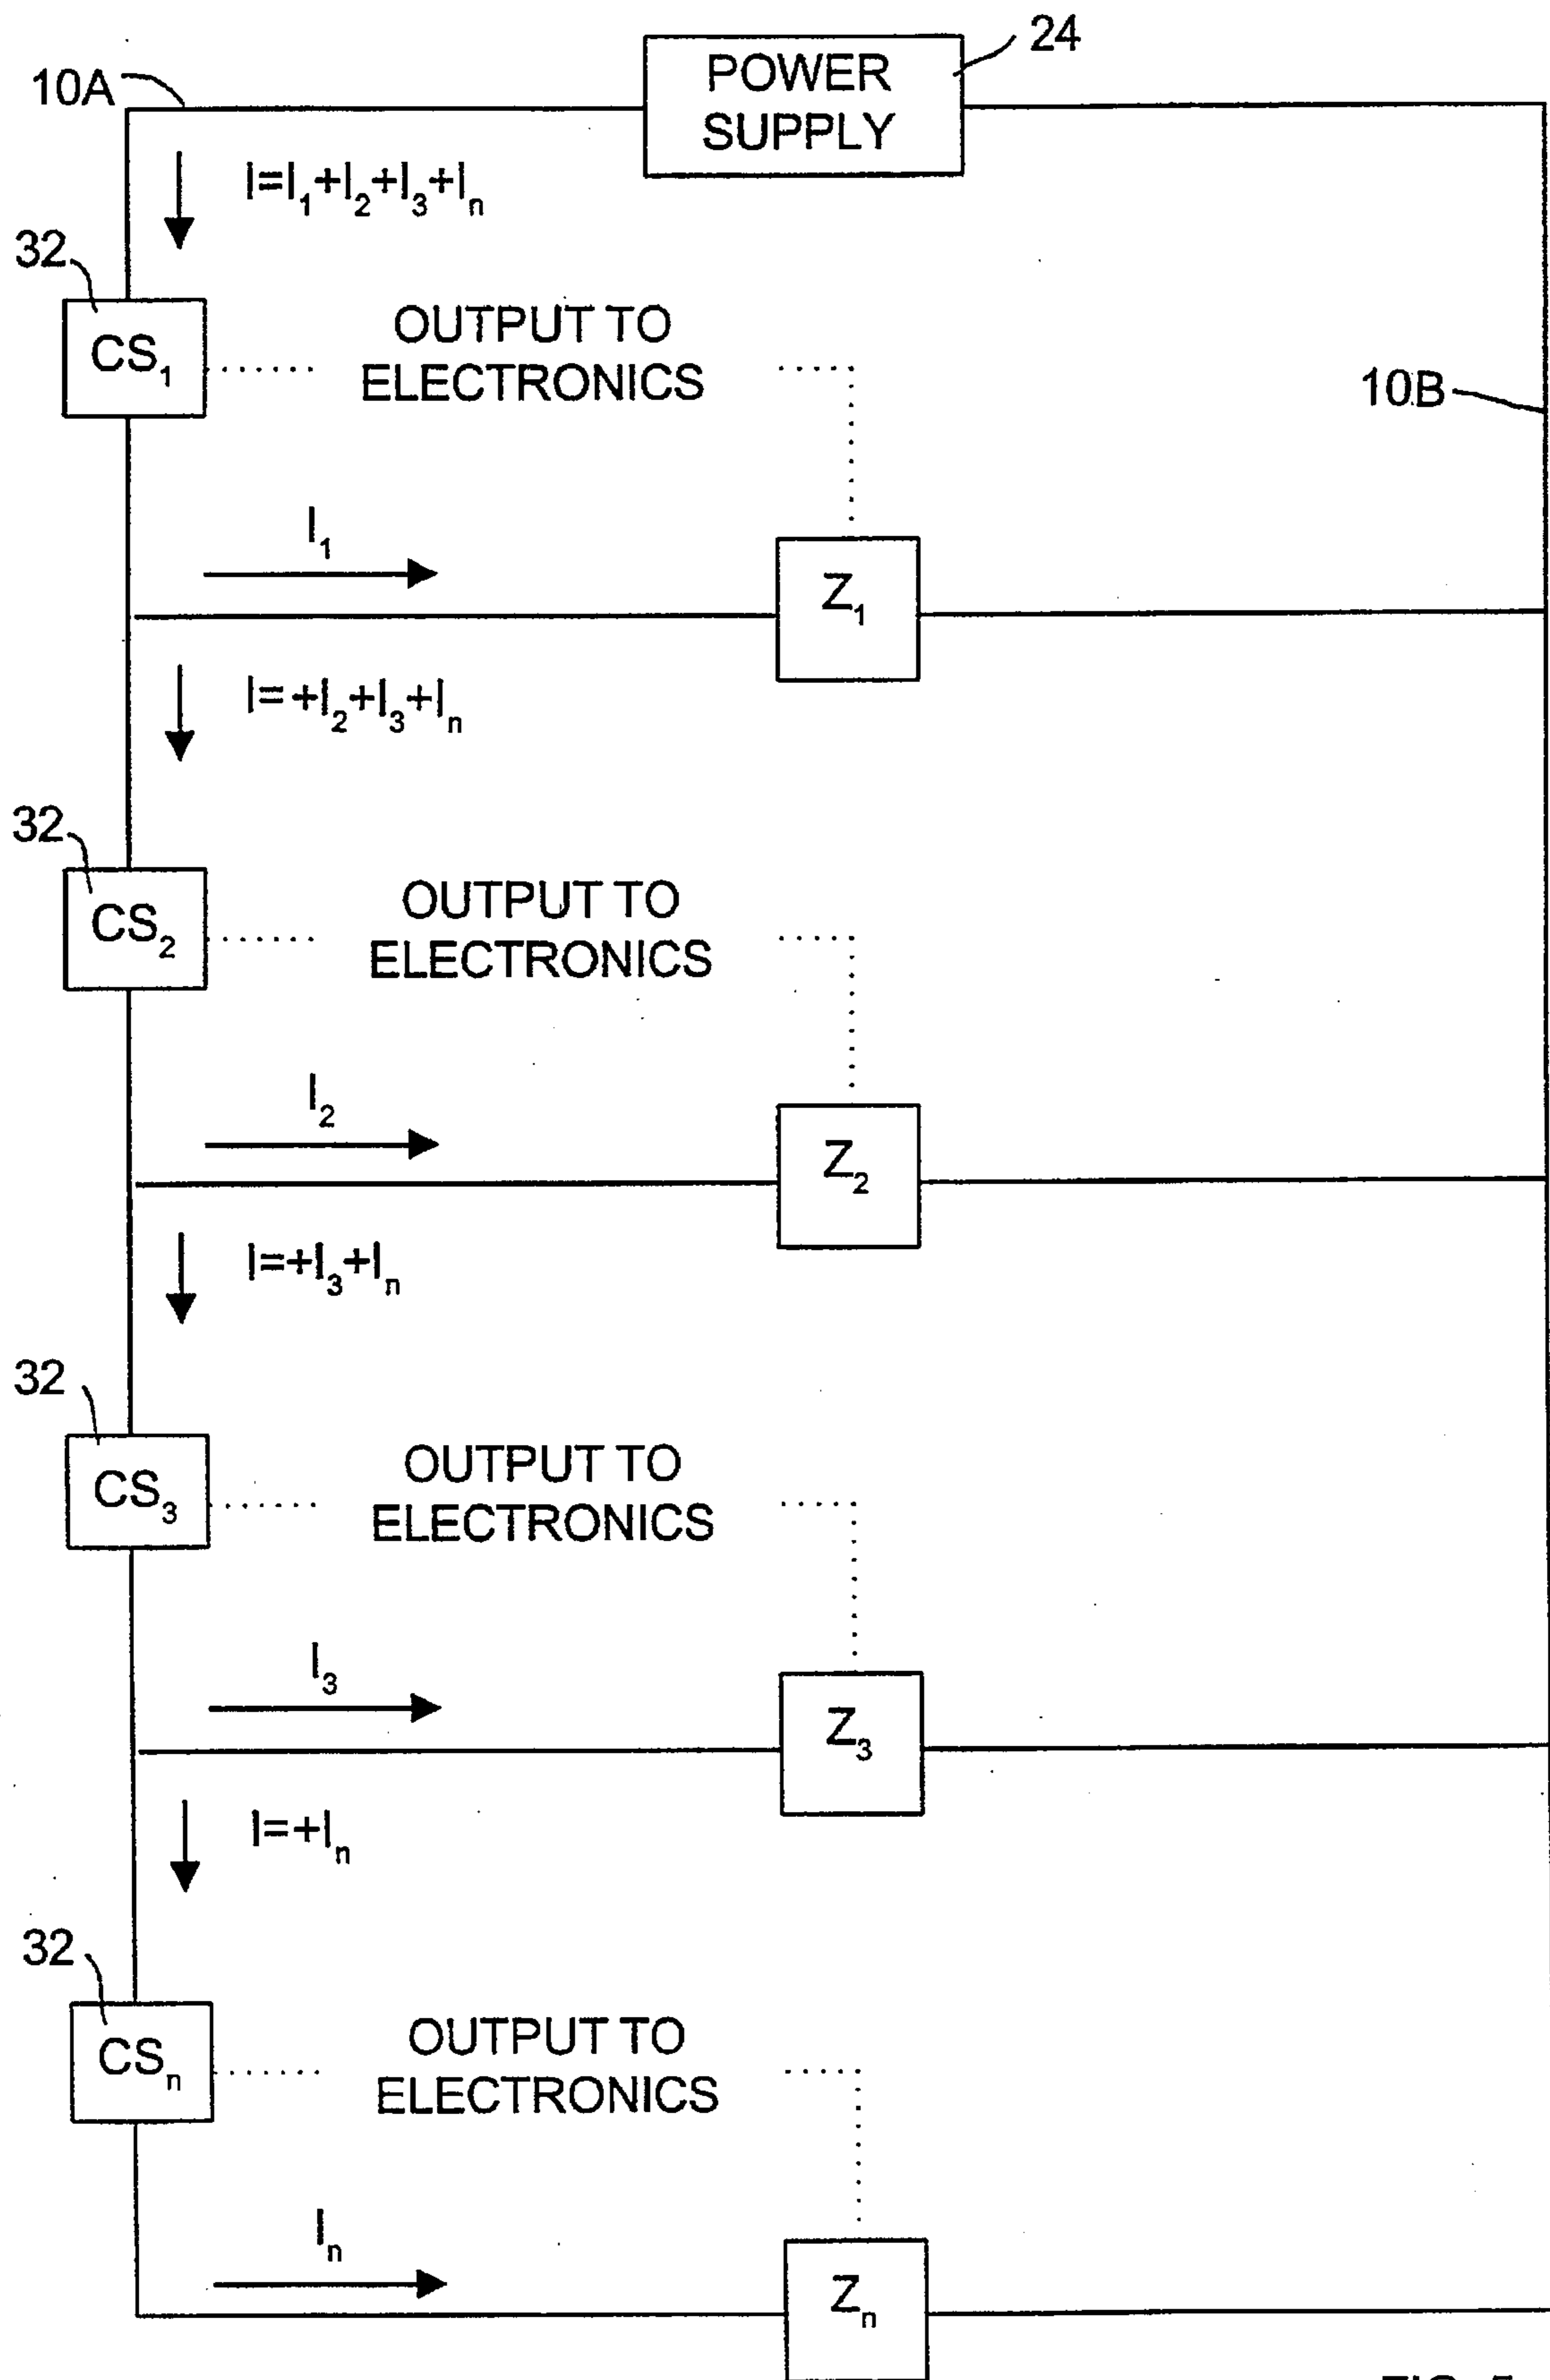 24
POWER
SUPPLY
10A
I=I₁+I₂+I₃+Iₙ
32
CS₁
OUTPUT TO
ELECTRONICS
10B
I₁
Z₁
I=+I₂+I₃+Iₙ
32
CS₂
OUTPUT TO
ELECTRONICS
I₂
Z₂
I=+I₃+Iₙ
32
CS₃
OUTPUT TO
ELECTRONICS
I₃
Z₃
I=+Iₙ
32
CSₙ
OUTPUT TO
ELECTRONICS
Iₙ
Zₙ